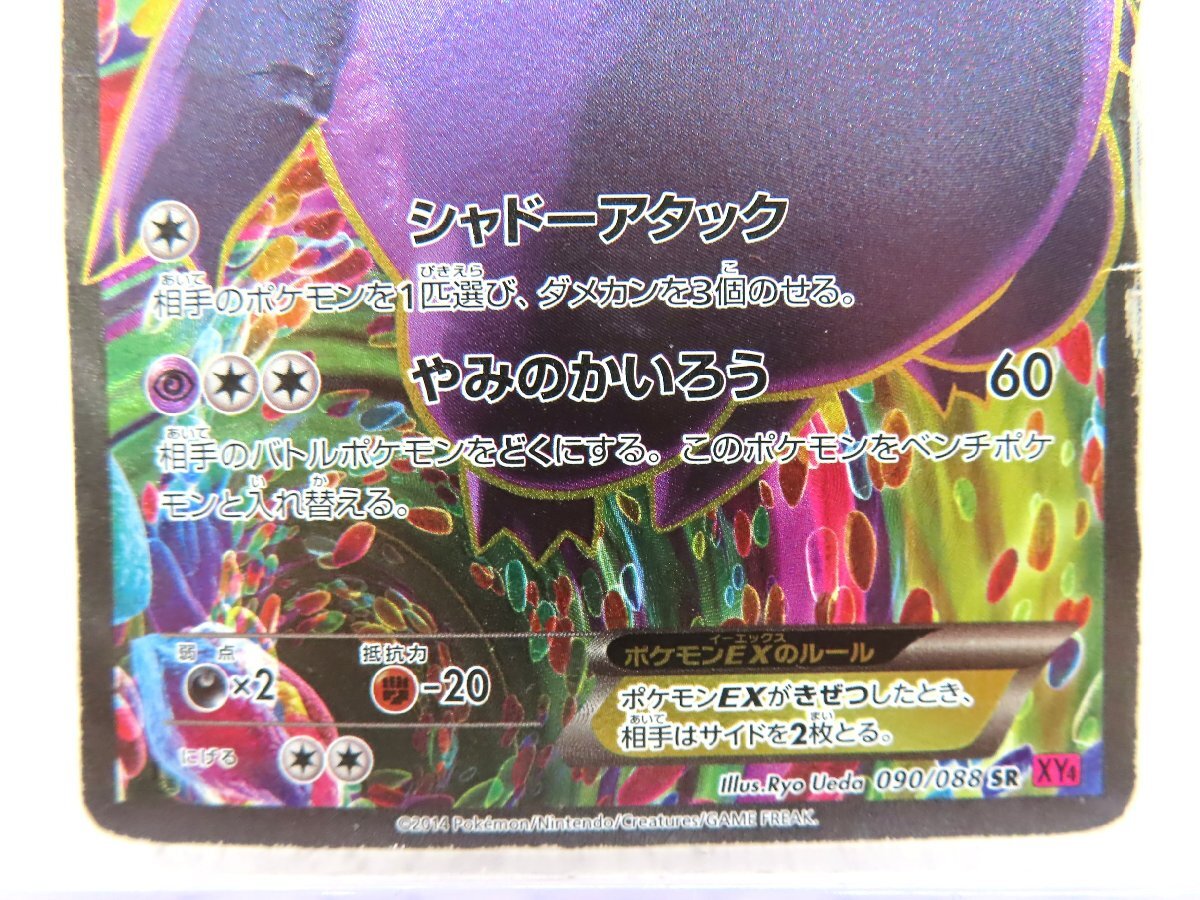 シャドーアタック
相手のポケモンを1匹選び、ダメカンを3個のせる。
やみのかいろう 60
相手のバトルポケモンをどくにする。このポケモンをベンチポケ
モンと入れ替える。
弱点 抵抗力
×2 -20
にげる
ポケモンEXのルール
ポケモンEXがきぜつしたとき、
相手はサイドを2枚とる。
Illus.Ryo Ueda 090/088 SR XY4
©2014 Pokémon/Nintendo/Creatures/GAME FREAK.